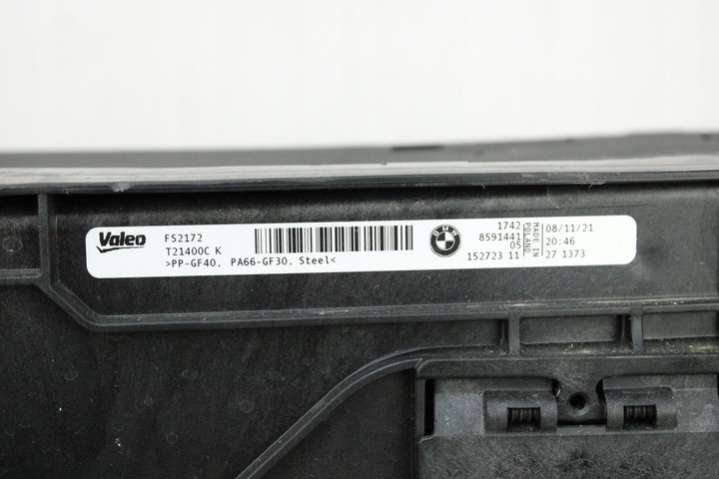 Valeo
FS2172
T21400C K
>PP-GF40, PA66-GF30, Steel<
BMW
1742
8591441
05
152723 11
MADE IN
POLAND.
08/11/21
20:46
27 1373